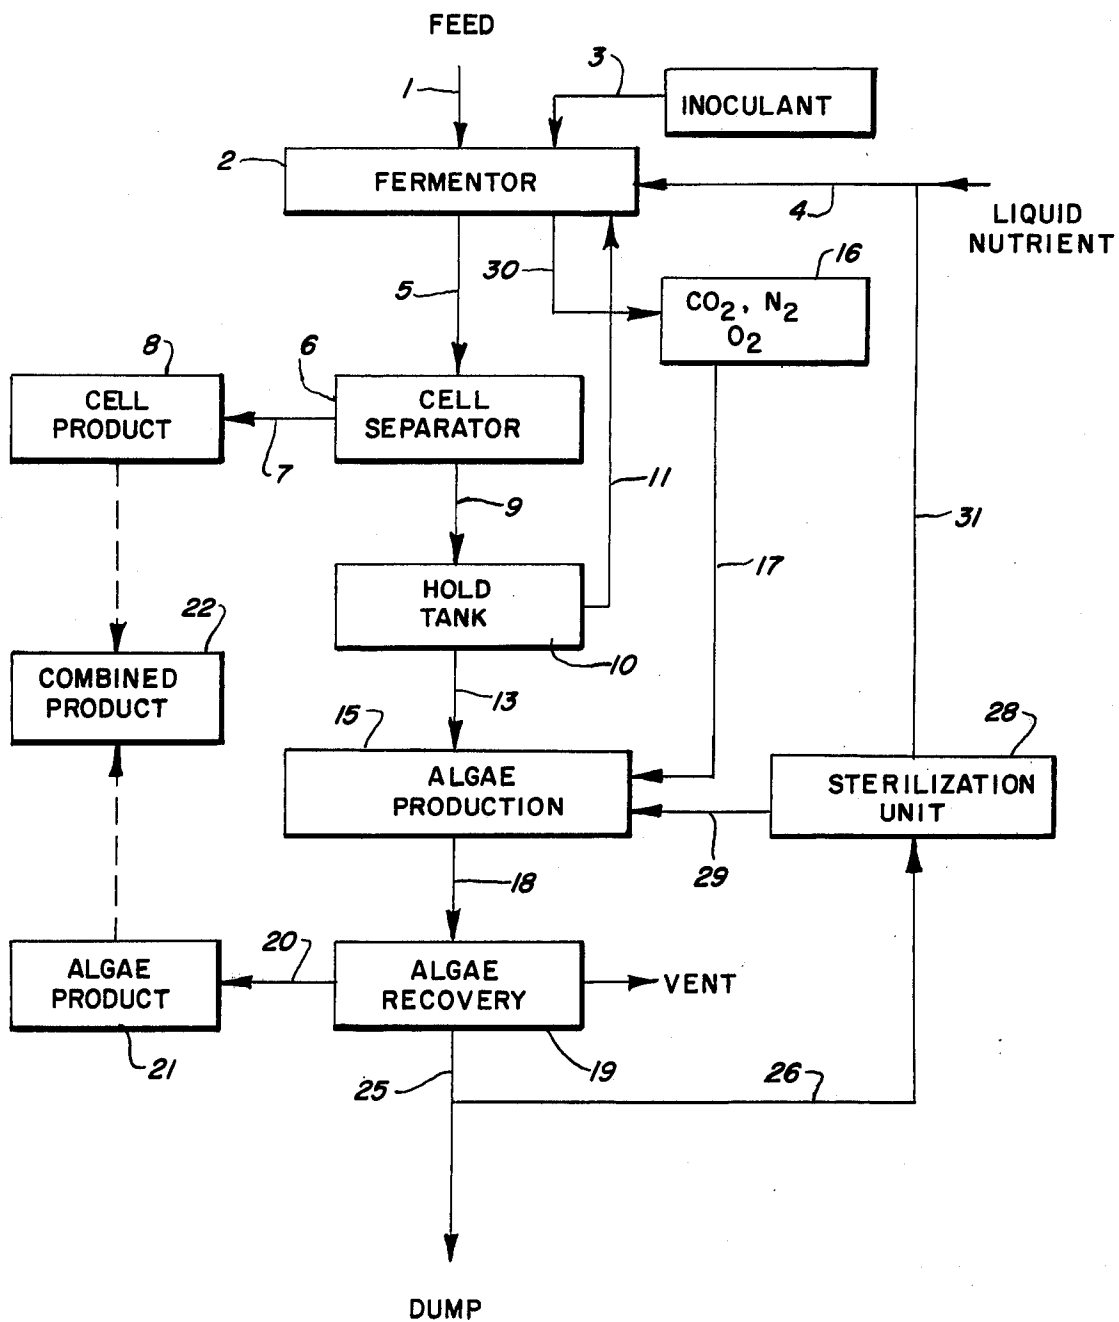 FEED
1
3
INOCULANT
2
FERMENTOR
4
LIQUID
NUTRIENT
5
30
16
CO2, N2
O2
8
6
CELL
PRODUCT
7
CELL
SEPARATOR
11
9
31
17
HOLD
TANK
10
22
COMBINED
PRODUCT
13
15
28
ALGAE
PRODUCTION
STERILIZATION
UNIT
29
18
20
ALGAE
PRODUCT
21
ALGAE
RECOVERY
VENT
19
25
26
DUMP